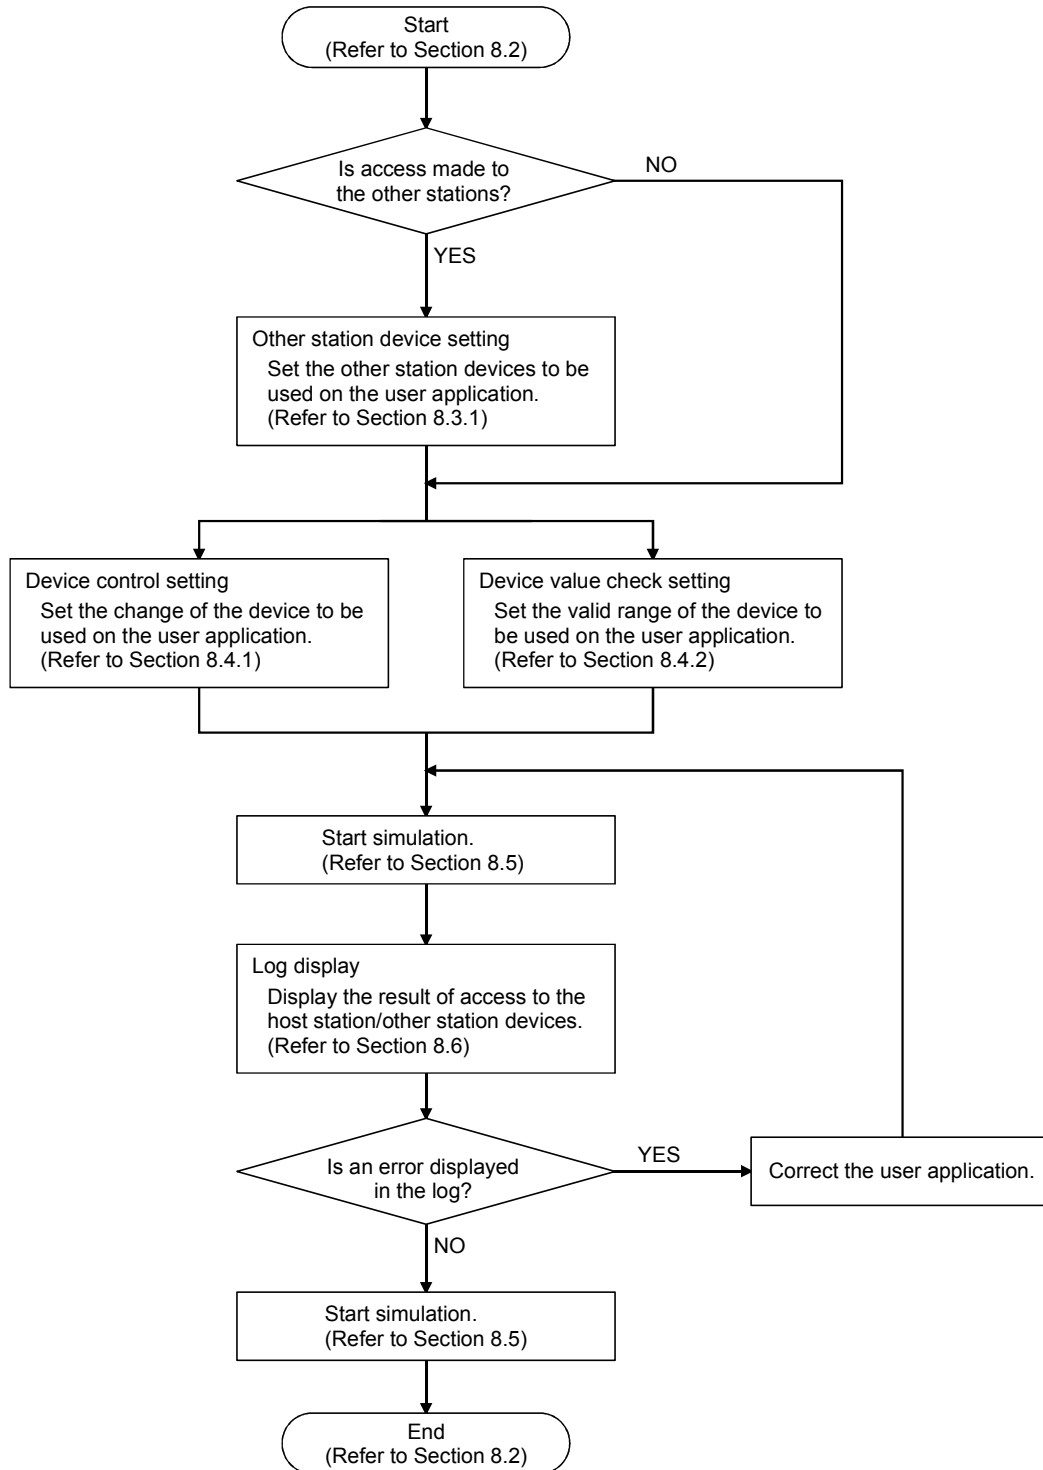 Start
(Refer to Section 8.2)
Is access made to
the other stations?
NO
YES
Other station device setting
Set the other station devices to be
used on the user application.
(Refer to Section 8.3.1)
Device control setting
Set the change of the device to be
used on the user application.
(Refer to Section 8.4.1)
Device value check setting
Set the valid range of the device to
be used on the user application.
(Refer to Section 8.4.2)
Start simulation.
(Refer to Section 8.5)
Log display
Display the result of access to the
host station/other station devices.
(Refer to Section 8.6)
Is an error displayed
in the log?
YES
Correct the user application.
NO
Start simulation.
(Refer to Section 8.5)
End
(Refer to Section 8.2)